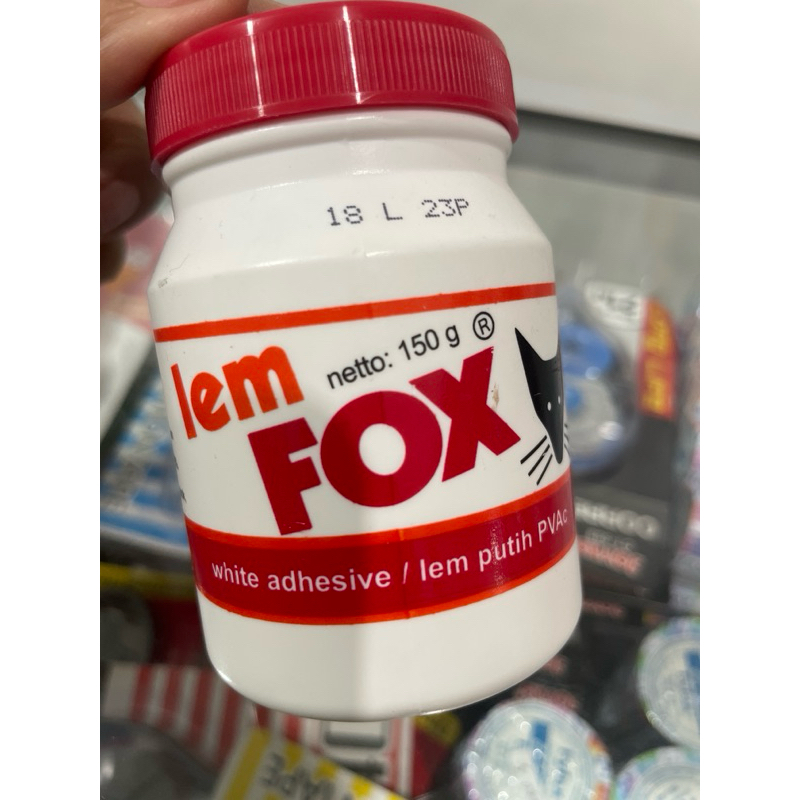 18 L 23P
netto: 150 g ®
lem
FOX
white adhesive / lem putih PVAc